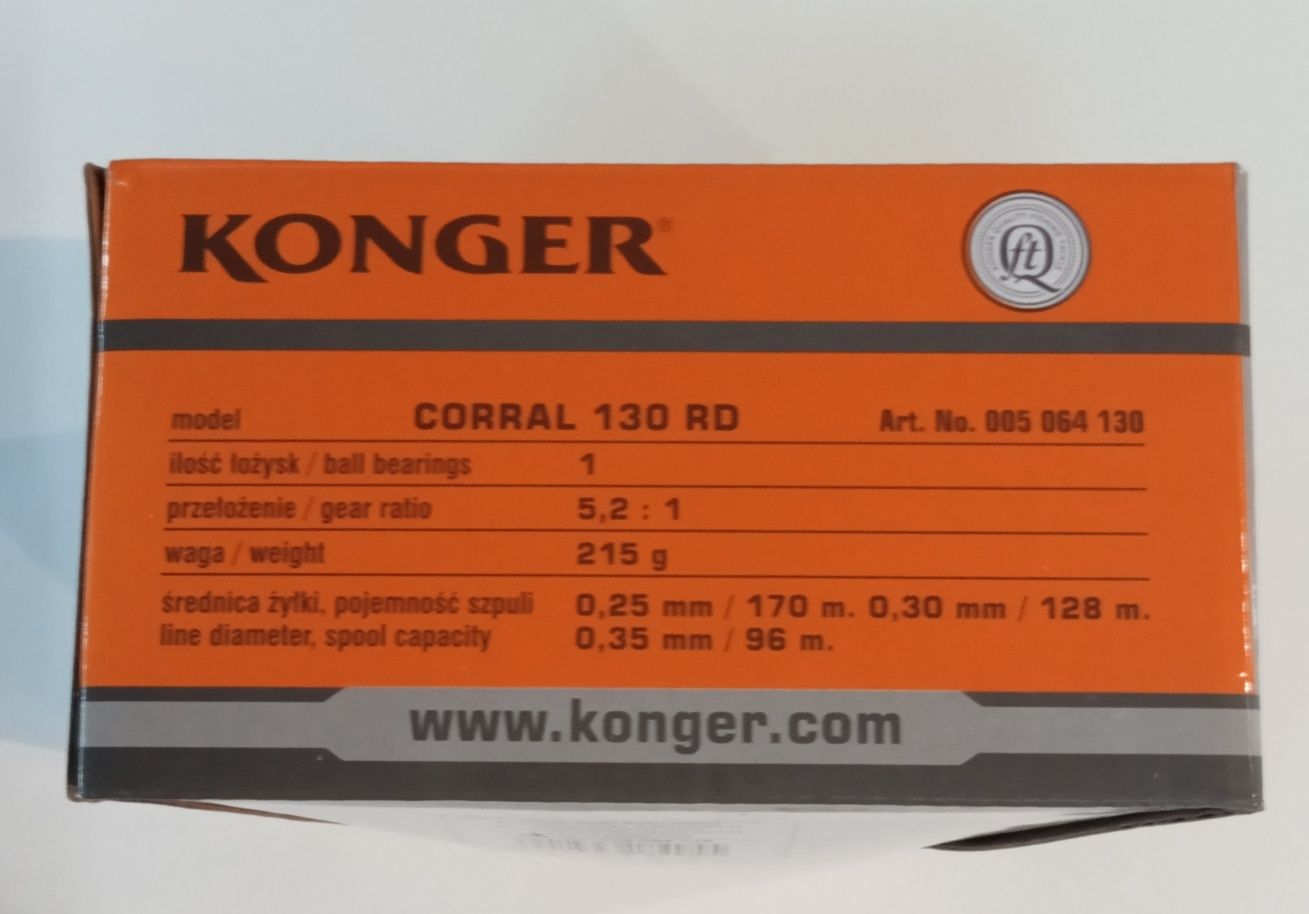 KONGER®
ft Q
model CORRAL 130 RD Art. No. 005 064 130
ilość łożysk / ball bearings 1
przełożenie / gear ratio 5,2 : 1
waga / weight 215 g
średnica żyłki, pojemność szpuli 0,25 mm / 170 m. 0,30 mm / 128 m.
line diameter, spool capacity 0,35 mm / 96 m.
www.konger.com